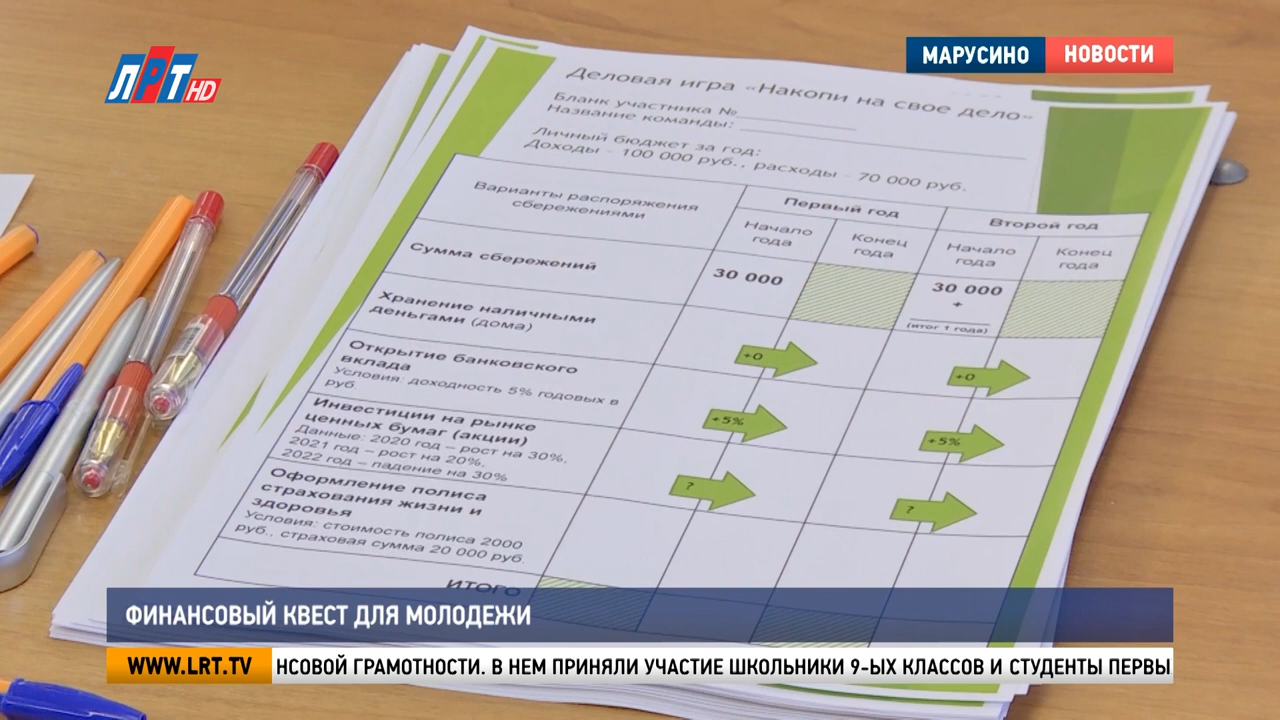 ЛРТ HD
МАРУСИНО НОВОСТИ
Деловая игра «Накопи на свое дело»
Бланк участника №
Название команды:
Личный бюджет за год:
Доходы – 100 000 руб., расходы – 70 000 руб.
Варианты распоряжения
сбережениями
Первый год
Второй год
Начало
года
Конец
года
Начало
года
Конец
года
Сумма сбережений
30 000
30 000
+
(итог 1 года)
Хранение наличными
деньгами (дома)
+0
+0
Открытие банковского
вклада
Условия: доходность 5% годовых в
руб.
+5%
+5%
Инвестиции на рынке
ценных бумаг (акции)
Данные: 2020 год – рост на 30%,
2021 год – рост на 20%,
2022 год – падение на 30%
?
?
Оформление полиса
страхования жизни и
здоровья
Условия: стоимость полиса 2000
руб., страховая сумма 20 000 руб.
ИТОГО
ФИНАНСОВЫЙ КВЕСТ ДЛЯ МОЛОДЕЖИ
WWW.LRT.TV НСОВОЙ ГРАМОТНОСТИ. В НЕМ ПРИНЯЛИ УЧАСТИЕ ШКОЛЬНИКИ 9-ЫХ КЛАССОВ И СТУДЕНТЫ ПЕРВЫ